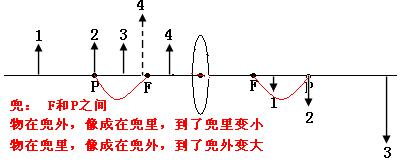 4
1 2 3 4
P F F P
1
2
3
兜： F和P之间
物在兜外，像成在兜里，到了兜里变小
物在兜里，像成在兜外，到了兜外变大